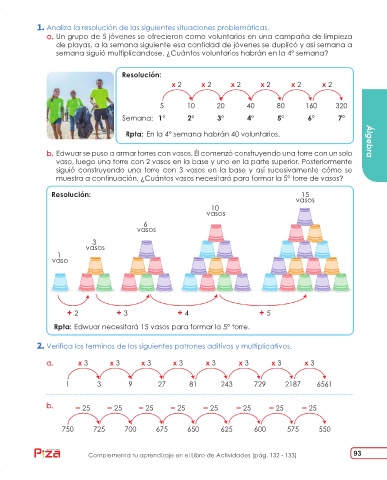 1. Analiza la resolución de las siguientes situaciones problemáticas.
a. Un grupo de 5 jóvenes se ofrecieron como voluntarios en una campaña de limpieza
de playas, a la semana siguiente esa cantidad de jóvenes se duplicó y así semana a
semana siguió multiplicandose. ¿Cuántos voluntarios habrán en la 4° semana?
Resolución:
x 2 x 2 x 2 x 2 x 2 x 2
5 10 20 40 80 160 320
Semana: 1° 2° 3° 4° 5° 6° 7°
Rpta: En la 4° semana habrán 40 voluntarios.
Álgebra
b. Edwuar se puso a armar torres con vasos. Él comenzó construyendo una torre con un solo
vaso, luego una torre con 2 vasos en la base y uno en la parte superior. Posteriormente
siguió construyendo una torre con 3 vasos en la base y así sucesivamente cómo se
muestra a continuación. ¿Cuántos vasos necesitará para formar la 5° torre de vasos?
Resolución:
1 vaso
3 vasos
6 vasos
10 vasos
15 vasos
+ 2 + 3 + 4 + 5
Rpta: Edwuar necesitará 15 vasos para formar la 5° torre.
2. Verifica los terminos de los siguientes patrones aditivos y multiplicativos.
a. x 3 x 3 x 3 x 3 x 3 x 3 x 3 x 3
1 3 9 27 81 243 729 2187 6561
b. - 25 - 25 - 25 - 25 - 25 - 25 - 25 - 25
750 725 700 675 650 625 600 575 550
Pizá
Complementa tu aprendizaje en el Libro de Actividades (pág. 132 - 133)
93